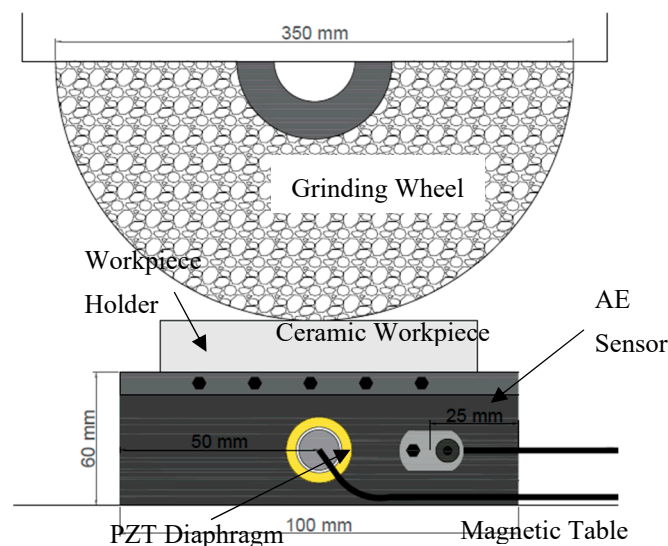 350 mm
Grinding Wheel
Workpiece
Holder
Ceramic Workpiece
AE
Sensor
25 mm
50 mm
60 mm
PZT Diaphragm
100 mm
Magnetic Table